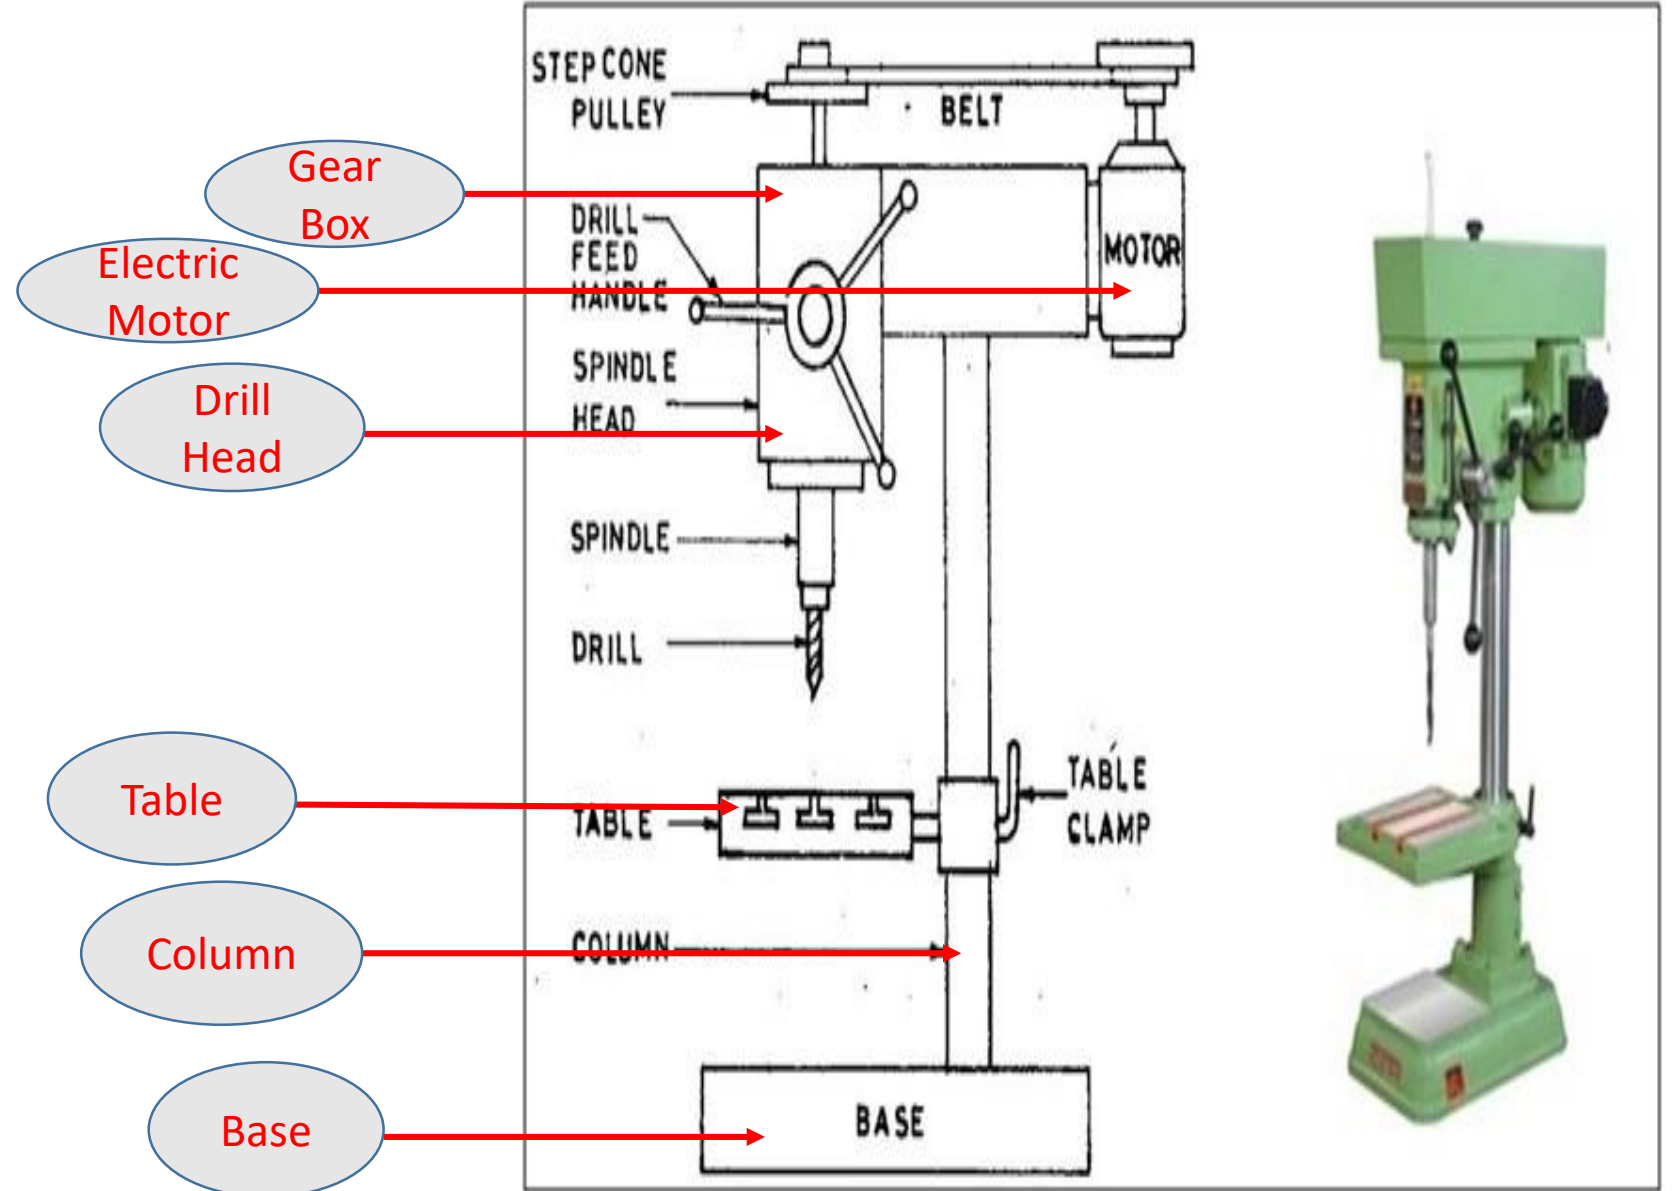 STEP CONE
PULLEY
BELT
Gear
Box
DRILL
FEED
HANDLE
MOTOR
Electric
Motor
SPINDLE
HEAD
Drill
Head
SPINDLE
DRILL
TABLE
CLAMP
Table
TABLE
Column
COLUMN
BASE
Base